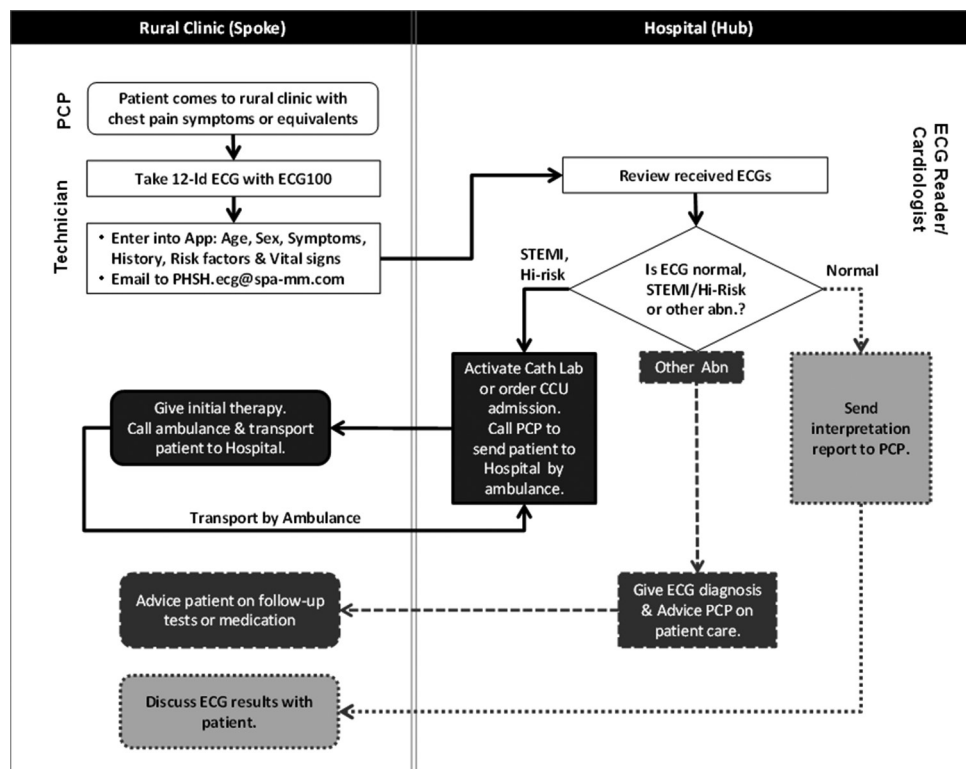 Rural Clinic (Spoke)
Hospital (Hub)
PCP
Patient comes to rural clinic with
chest pain symptoms or equivalents
Technician
Take 12-ld ECG with ECG100
• Enter into App: Age, Sex, Symptoms,
History, Risk factors & Vital signs
• Email to PHSH.ecg@spa-mm.com
ECG Reader/
Cardiologist
Review received ECGs
Is ECG normal,
STEMI/Hi-Risk
or other abn.?
STEMI,
Hi-risk
Normal
Other Abn
Activate Cath Lab
or order CCU
admission.
Call PCP to
send patient to
Hospital by
ambulance.
Give initial therapy.
Call ambulance & transport
patient to Hospital.
Transport by Ambulance
Send
interpretation
report to PCP.
Give ECG diagnosis
& Advice PCP on
patient care.
Advice patient on follow-up
tests or medication
Discuss ECG results with
patient.